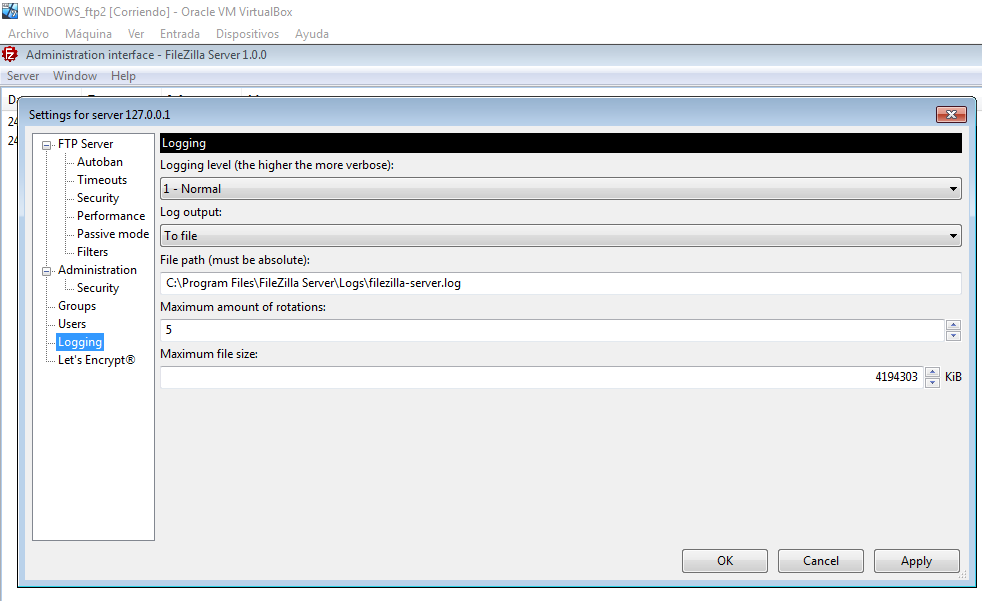 WINDOWS_ftp2 [Corriendo] - Oracle VM VirtualBox
Archivo Máquina Ver Entrada Dispositivos Ayuda
Administration interface - FileZilla Server 1.0.0
Server Window Help
Settings for server 127.0.0.1
FTP Server
Autoban
Timeouts
Security
Performance
Passive mode
Filters
Administration
Security
Groups
Users
Logging
Let's Encrypt®
Logging
Logging level (the higher the more verbose):
1 - Normal
Log output:
To file
File path (must be absolute):
C:\Program Files\FileZilla Server\Logs\filezilla-server.log
Maximum amount of rotations:
5
Maximum file size:
4194303 KiB
OK Cancel Apply